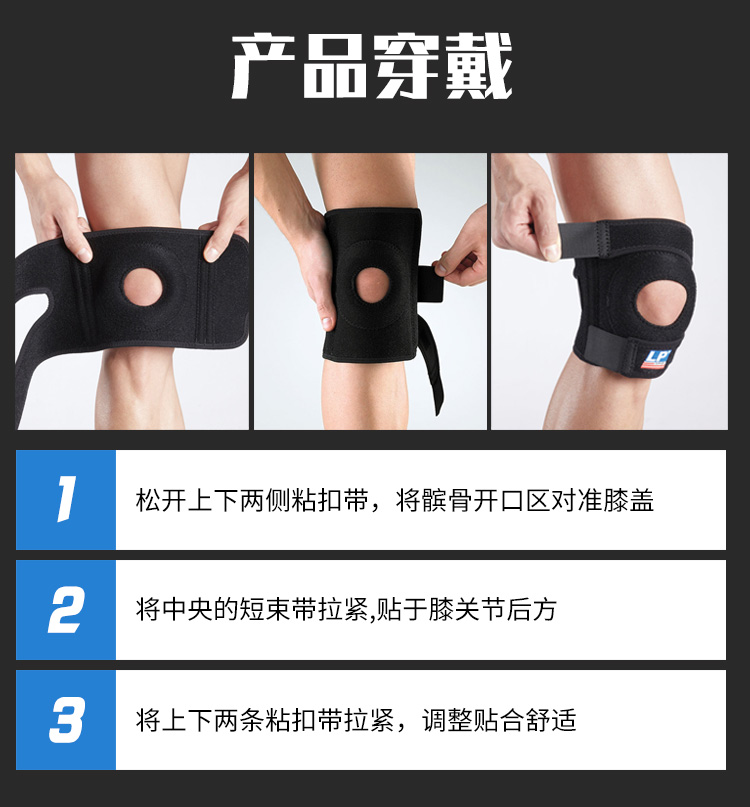 产品穿戴
LP
1
松开上下两侧粘扣带，将髌骨开口区对准膝盖
2
将中央的短束带拉紧,贴于膝关节后方
3
将上下两条粘扣带拉紧，调整贴合舒适